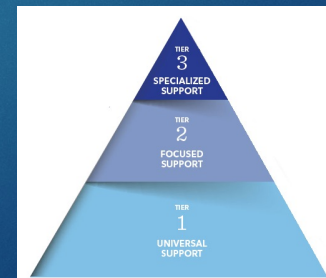 TIER
3
SPECIALIZED
SUPPORT
TIER
2
FOCUSED
SUPPORT
TIER
1
UNIVERSAL
SUPPORT